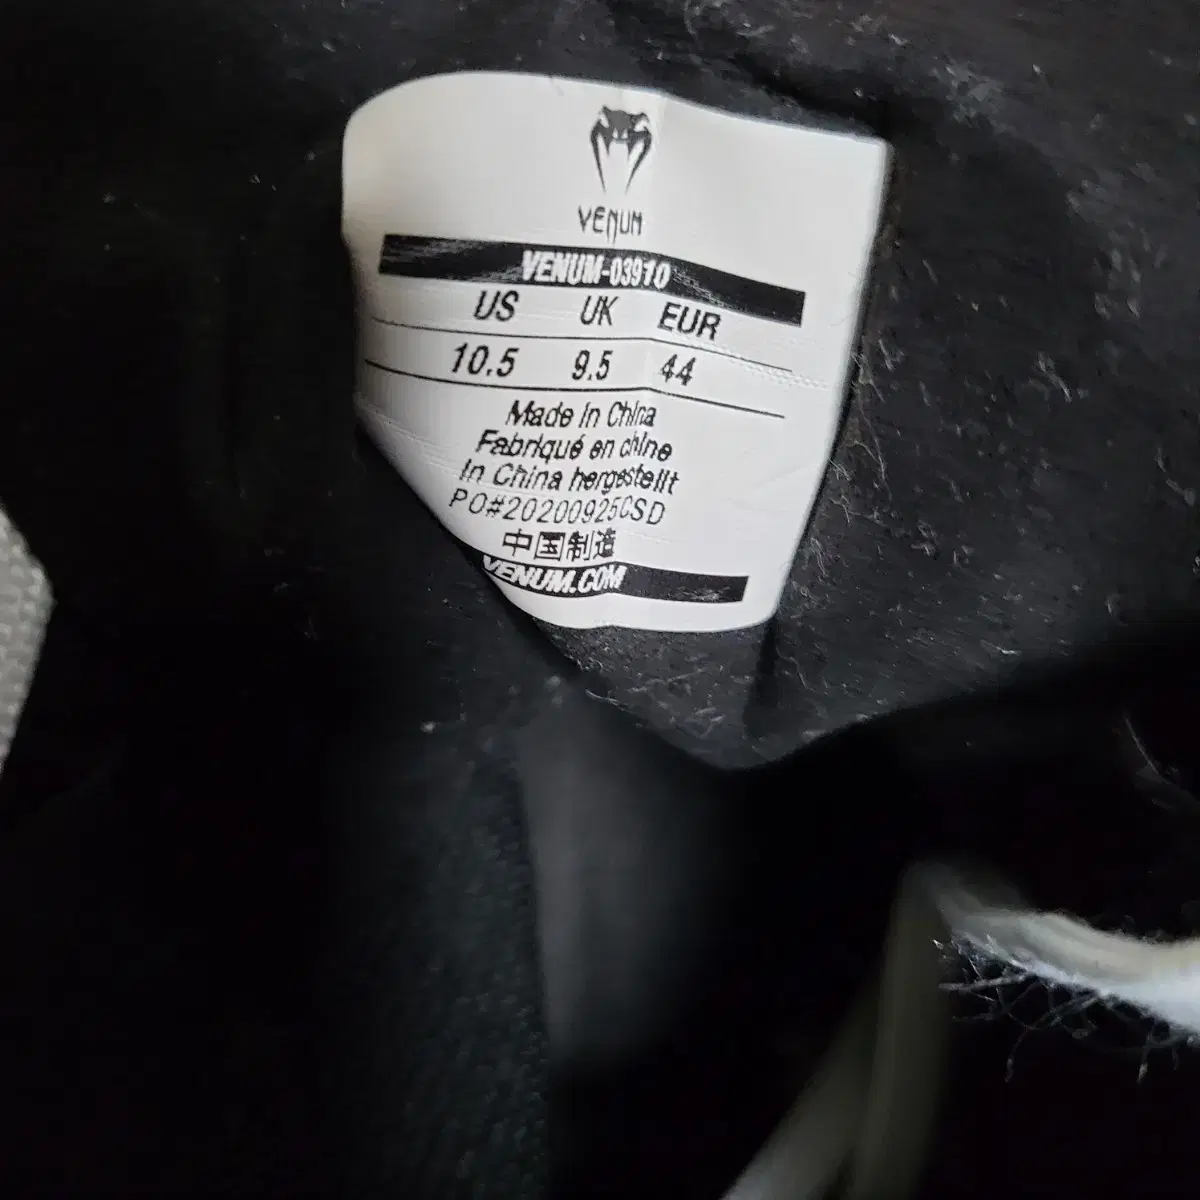 VENUM
VENUM-03910
US UK EUR
10.5 9.5 44
Made in China
Fabriqué en chine
In China hergestellt
PO#20200925CSD
中国制造
VENUM.COM